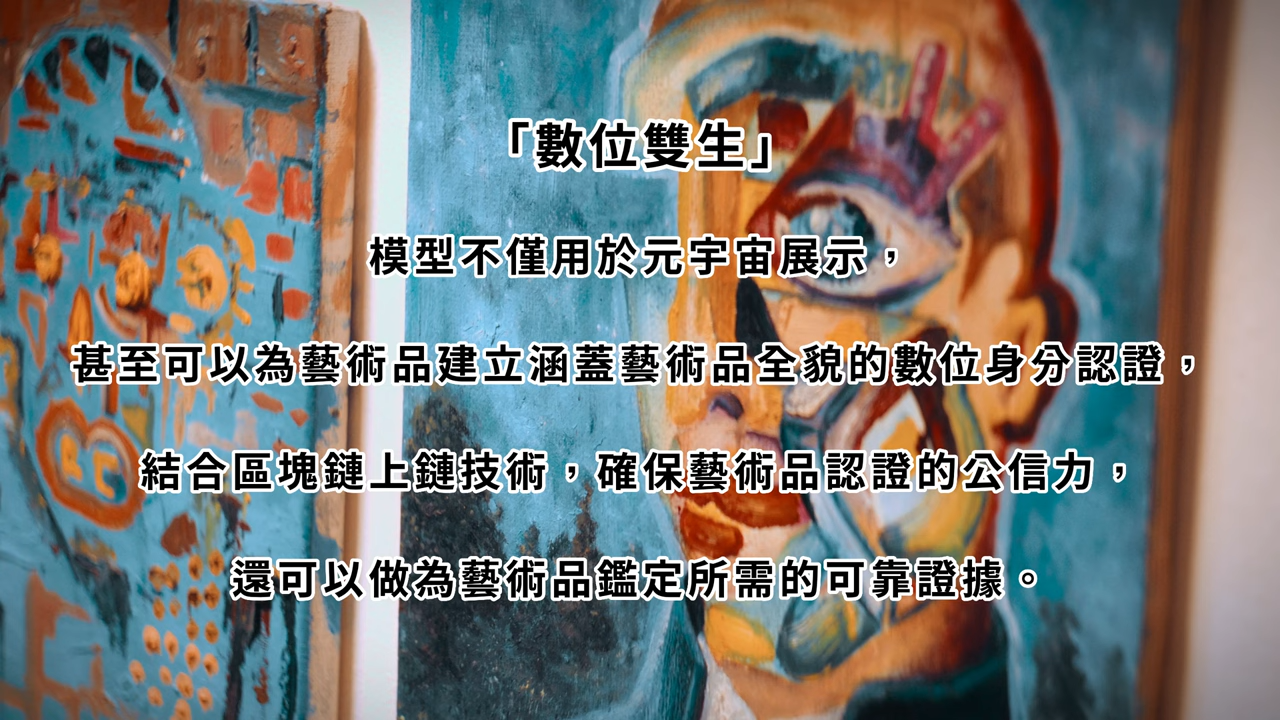 「數位雙生」
模型不僅用於元宇宙展示，
甚至可以為藝術品建立涵蓋藝術品全貌的數位身分認證，
結合區塊鏈上鏈技術，確保藝術品認證的公信力，
還可以做為藝術品鑑定所需的可靠證據。